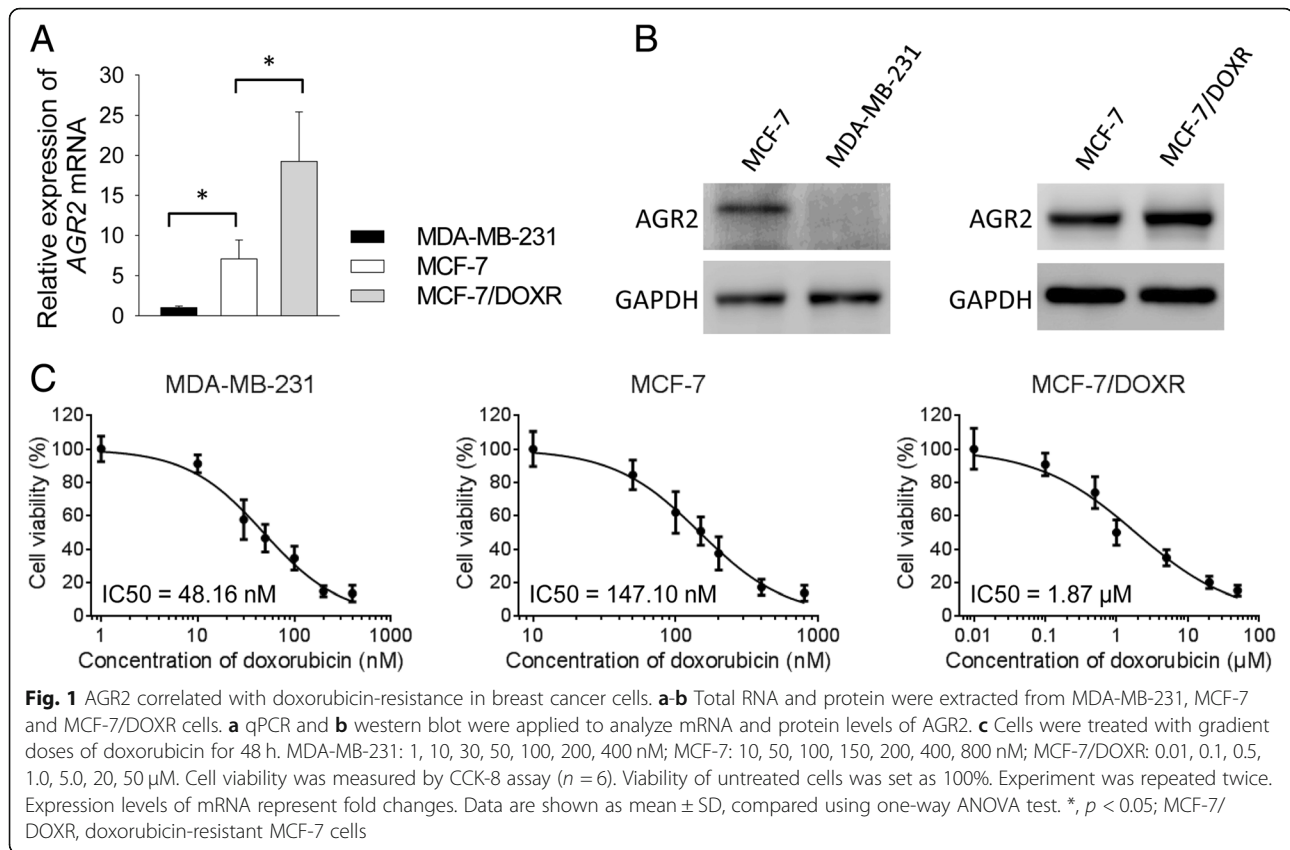 A
Relative expression of
AGR2 mRNA
30
25
20
15
10
5
0
*
*
MDA-MB-231
MCF-7
MCF-7/DOXR
B
MCF-7
MDA-MB-231
AGR2
GAPDH
MCF-7
MCF-7/DOXR
AGR2
GAPDH
C
MDA-MB-231
Cell viability (%)
120
100
80
60
40
20
0
IC50 = 48.16 nM
1 10 100 1000
Concentration of doxorubicin (nM)
MCF-7
Cell viability (%)
120
100
80
60
40
20
0
IC50 = 147.10 nM
10 100 1000
Concentration of doxorubicin (nM)
MCF-7/DOXR
Cell viability (%)
120
100
80
60
40
20
0
IC50 = 1.87 µM
0.01 0.1 1 10 100
Concentration of doxorubicin (µM)
Fig. 1 AGR2 correlated with doxorubicin-resistance in breast cancer cells. a-b Total RNA and protein were extracted from MDA-MB-231, MCF-7
and MCF-7/DOXR cells. a qPCR and b western blot were applied to analyze mRNA and protein levels of AGR2. c Cells were treated with gradient
doses of doxorubicin for 48 h. MDA-MB-231: 1, 10, 30, 50, 100, 200, 400 nM; MCF-7: 10, 50, 100, 150, 200, 400, 800 nM; MCF-7/DOXR: 0.01, 0.1, 0.5,
1.0, 5.0, 20, 50 µM. Cell viability was measured by CCK-8 assay (n = 6). Viability of untreated cells was set as 100%. Experiment was repeated twice.
Expression levels of mRNA represent fold changes. Data are shown as mean ± SD, compared using one-way ANOVA test. *, p < 0.05; MCF-7/
DOXR, doxorubicin-resistant MCF-7 cells